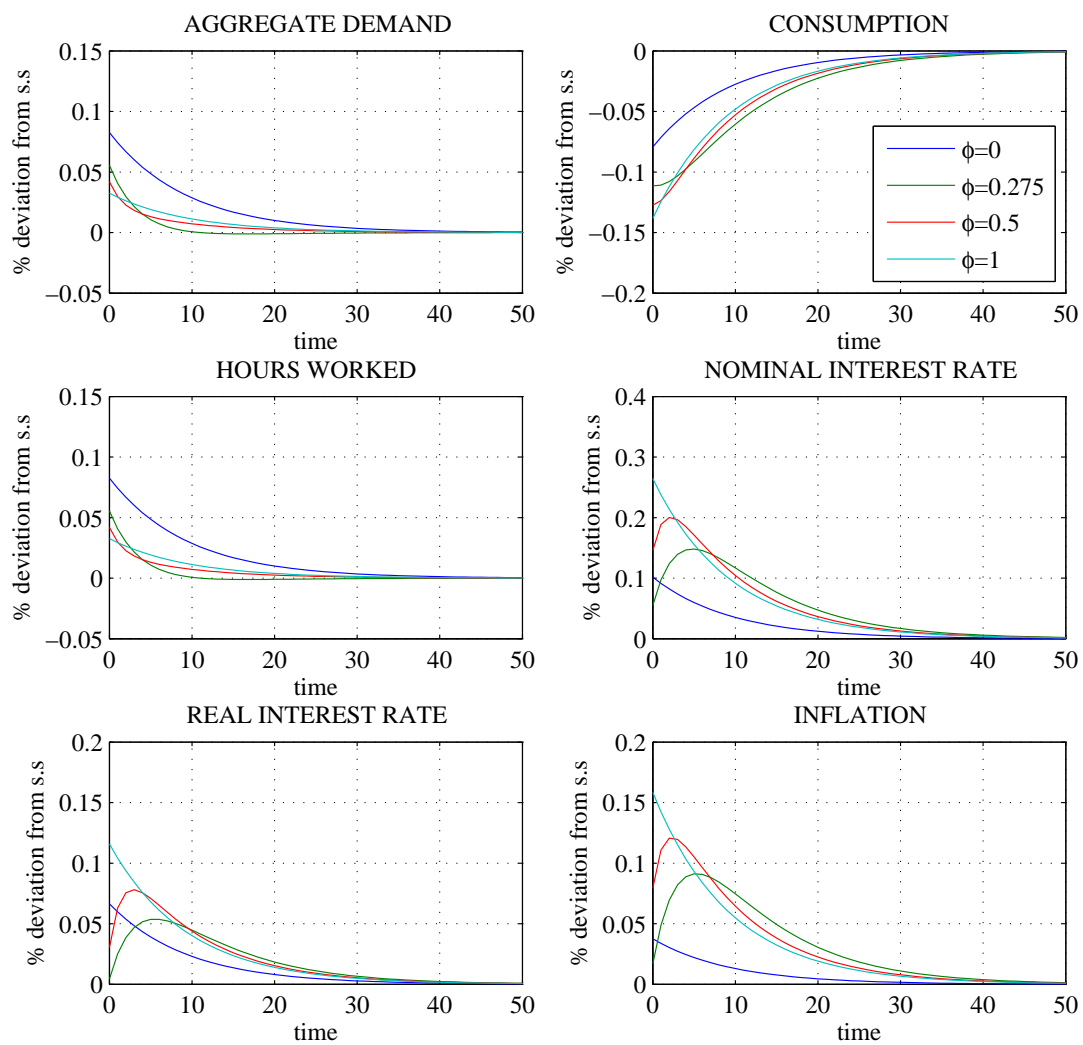 AGGREGATE DEMAND
% deviation from s.s
0.15
0.1
0.05
0
−0.05
0 10 20 30 40 50
time
CONSUMPTION
% deviation from s.s
0
−0.05
−0.1
−0.15
−0.2
0 10 20 30 40 50
time
ϕ=0
ϕ=0.275
ϕ=0.5
ϕ=1
HOURS WORKED
% deviation from s.s
0.15
0.1
0.05
0
−0.05
0 10 20 30 40 50
time
NOMINAL INTEREST RATE
% deviation from s.s
0.4
0.3
0.2
0.1
0
0 10 20 30 40 50
time
REAL INTEREST RATE
% deviation from s.s
0.2
0.15
0.1
0.05
0
0 10 20 30 40 50
time
INFLATION
% deviation from s.s
0.2
0.15
0.1
0.05
0
0 10 20 30 40 50
time